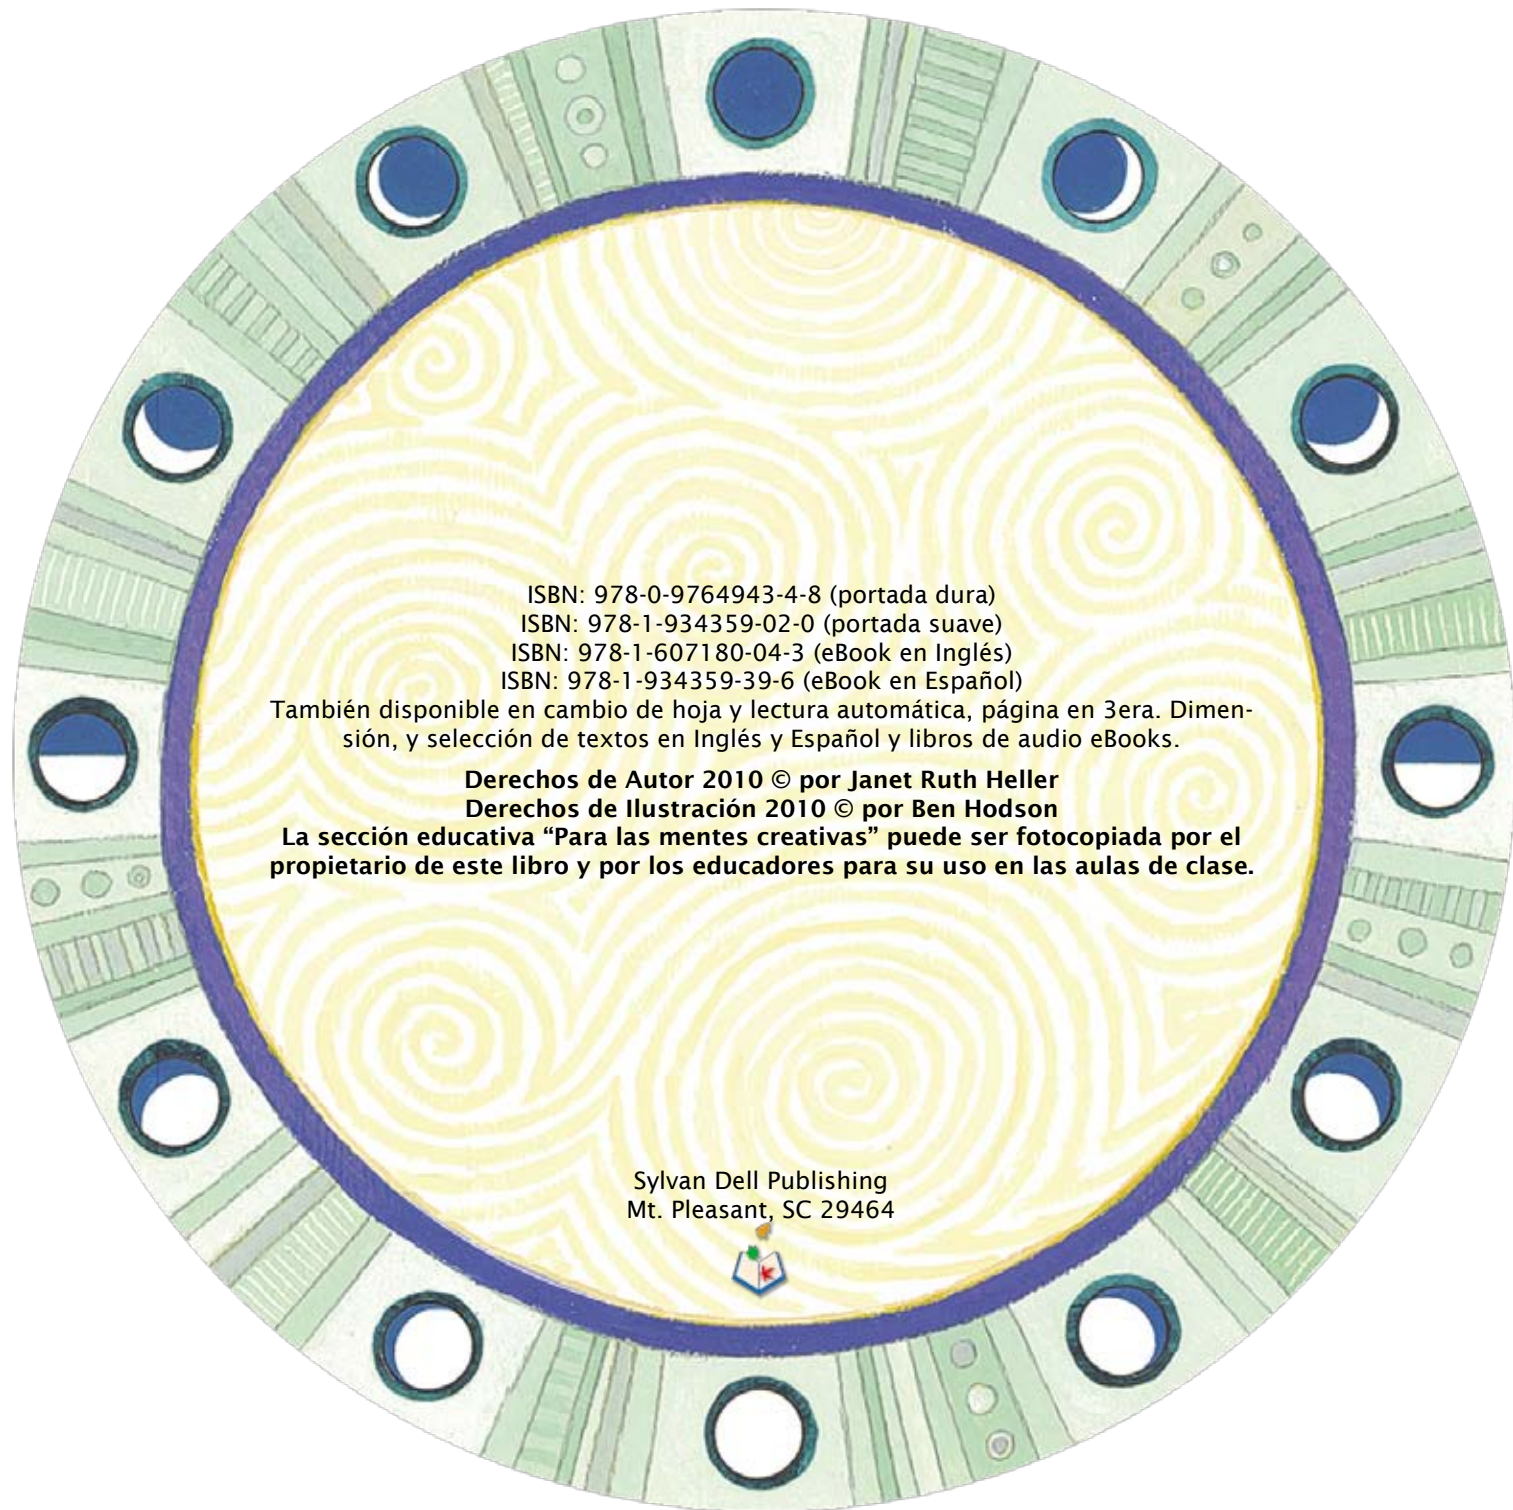 ISBN: 978-0-9764943-4-8 (portada dura)
ISBN: 978-1-934359-02-0 (portada suave)
ISBN: 978-1-607180-04-3 (eBook en Inglés)
ISBN: 978-1-934359-39-6 (eBook en Español)
También disponible en cambio de hoja y lectura automática, página en 3era. Dimen-
sión, y selección de textos en Inglés y Español y libros de audio eBooks.
Derechos de Autor 2010 © por Janet Ruth Heller
Derechos de Ilustración 2010 © por Ben Hodson
La sección educativa “Para las mentes creativas” puede ser fotocopiada por el
propietario de este libro y por los educadores para su uso en las aulas de clase.
Sylvan Dell Publishing
Mt. Pleasant, SC 29464